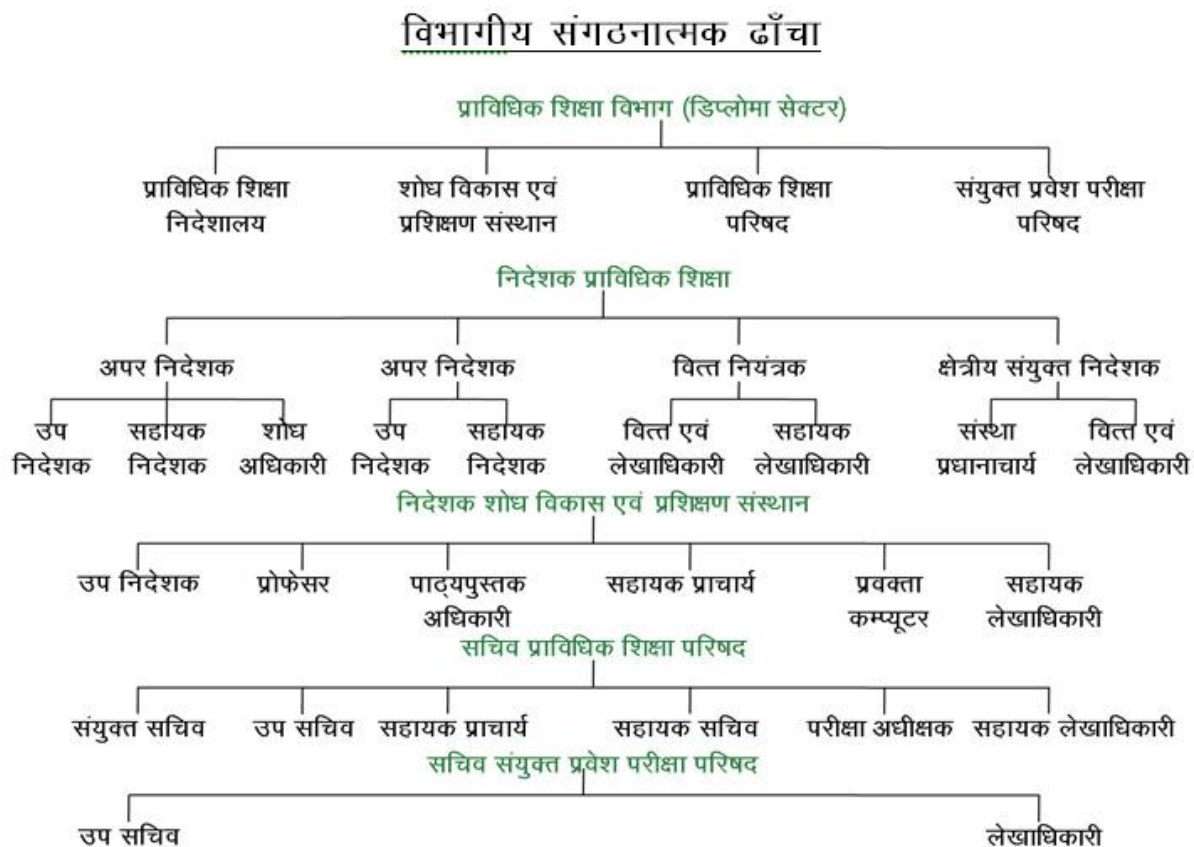 विभागीय संगठनात्मक ढाँचा
प्राविधिक शिक्षा विभाग (डिप्लोमा सेक्टर)
प्राविधिक शिक्षा शोध विकास एवं प्राविधिक शिक्षा संयुक्त प्रवेश परीक्षा
निदेशालय प्रशिक्षण संस्थान परिषद परिषद
निदेशक प्राविधिक शिक्षा
अपर निदेशक अपर निदेशक वित्त नियंत्रक क्षेत्रीय संयुक्त निदेशक
उप सहायक शोध उप सहायक वित्त एवं सहायक संस्था वित्त एवं
निदेशक निदेशक अधिकारी निदेशक निदेशक लेखाधिकारी लेखाधिकारी प्रधानाचार्य लेखाधिकारी
निदेशक शोध विकास एवं प्रशिक्षण संस्थान
उप निदेशक प्रोफेसर पाठ्यपुस्तक सहायक प्राचार्य प्रवक्ता सहायक
अधिकारी कम्प्यूटर लेखाधिकारी
सचिव प्राविधिक शिक्षा परिषद
संयुक्त सचिव उप सचिव सहायक प्राचार्य सहायक सचिव परीक्षा अधीक्षक सहायक लेखाधिकारी
सचिव संयुक्त प्रवेश परीक्षा परिषद
उप सचिव लेखाधिकारी